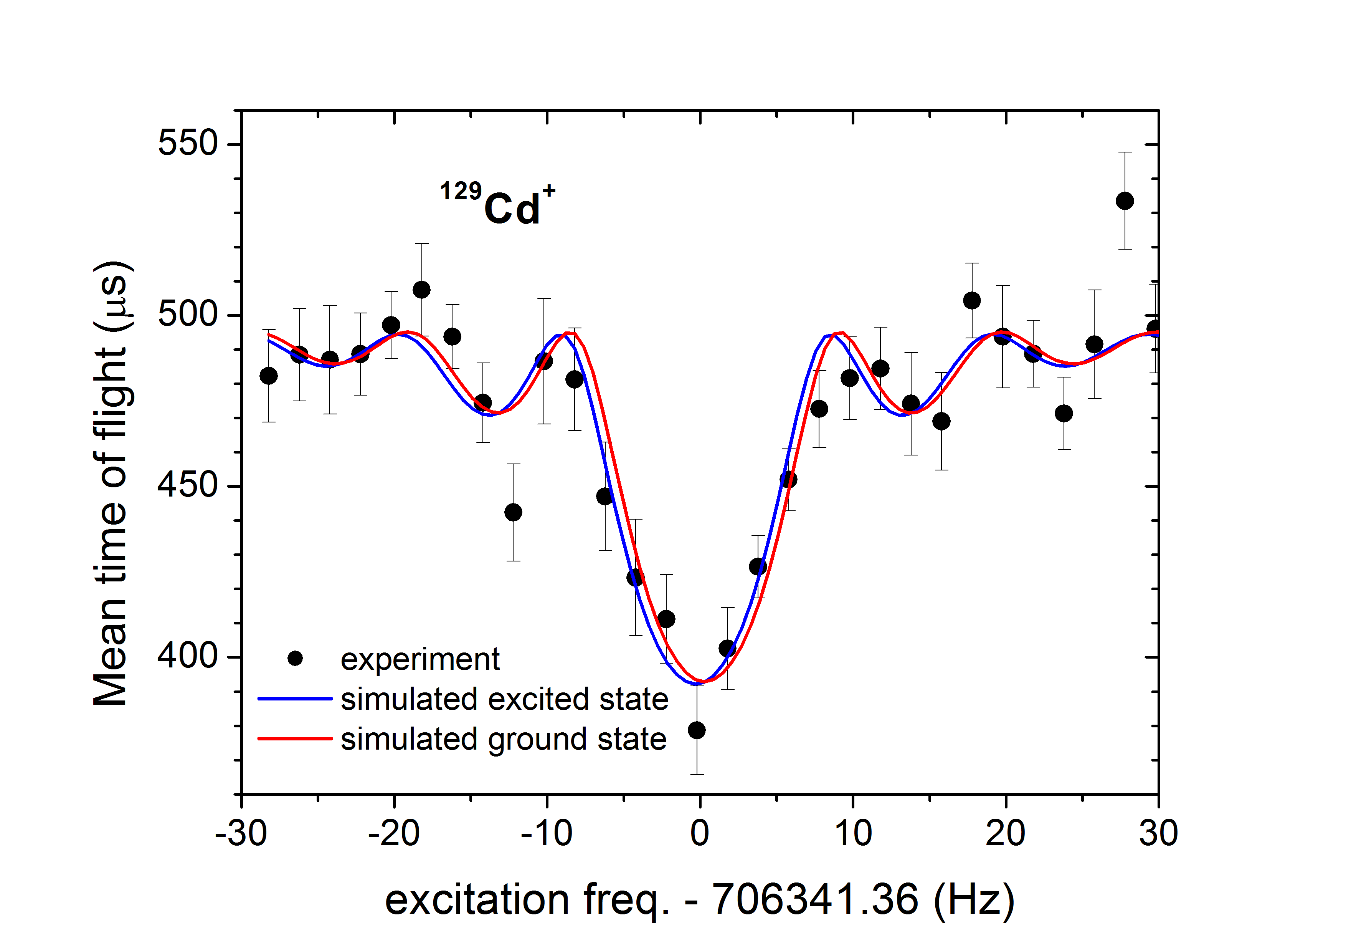 550
500
450
400
Mean time of flight (μs)
¹²⁹Cd⁺
experiment
simulated excited state
simulated ground state
-30 -20 -10 0 10 20 30
excitation freq. - 706341.36 (Hz)